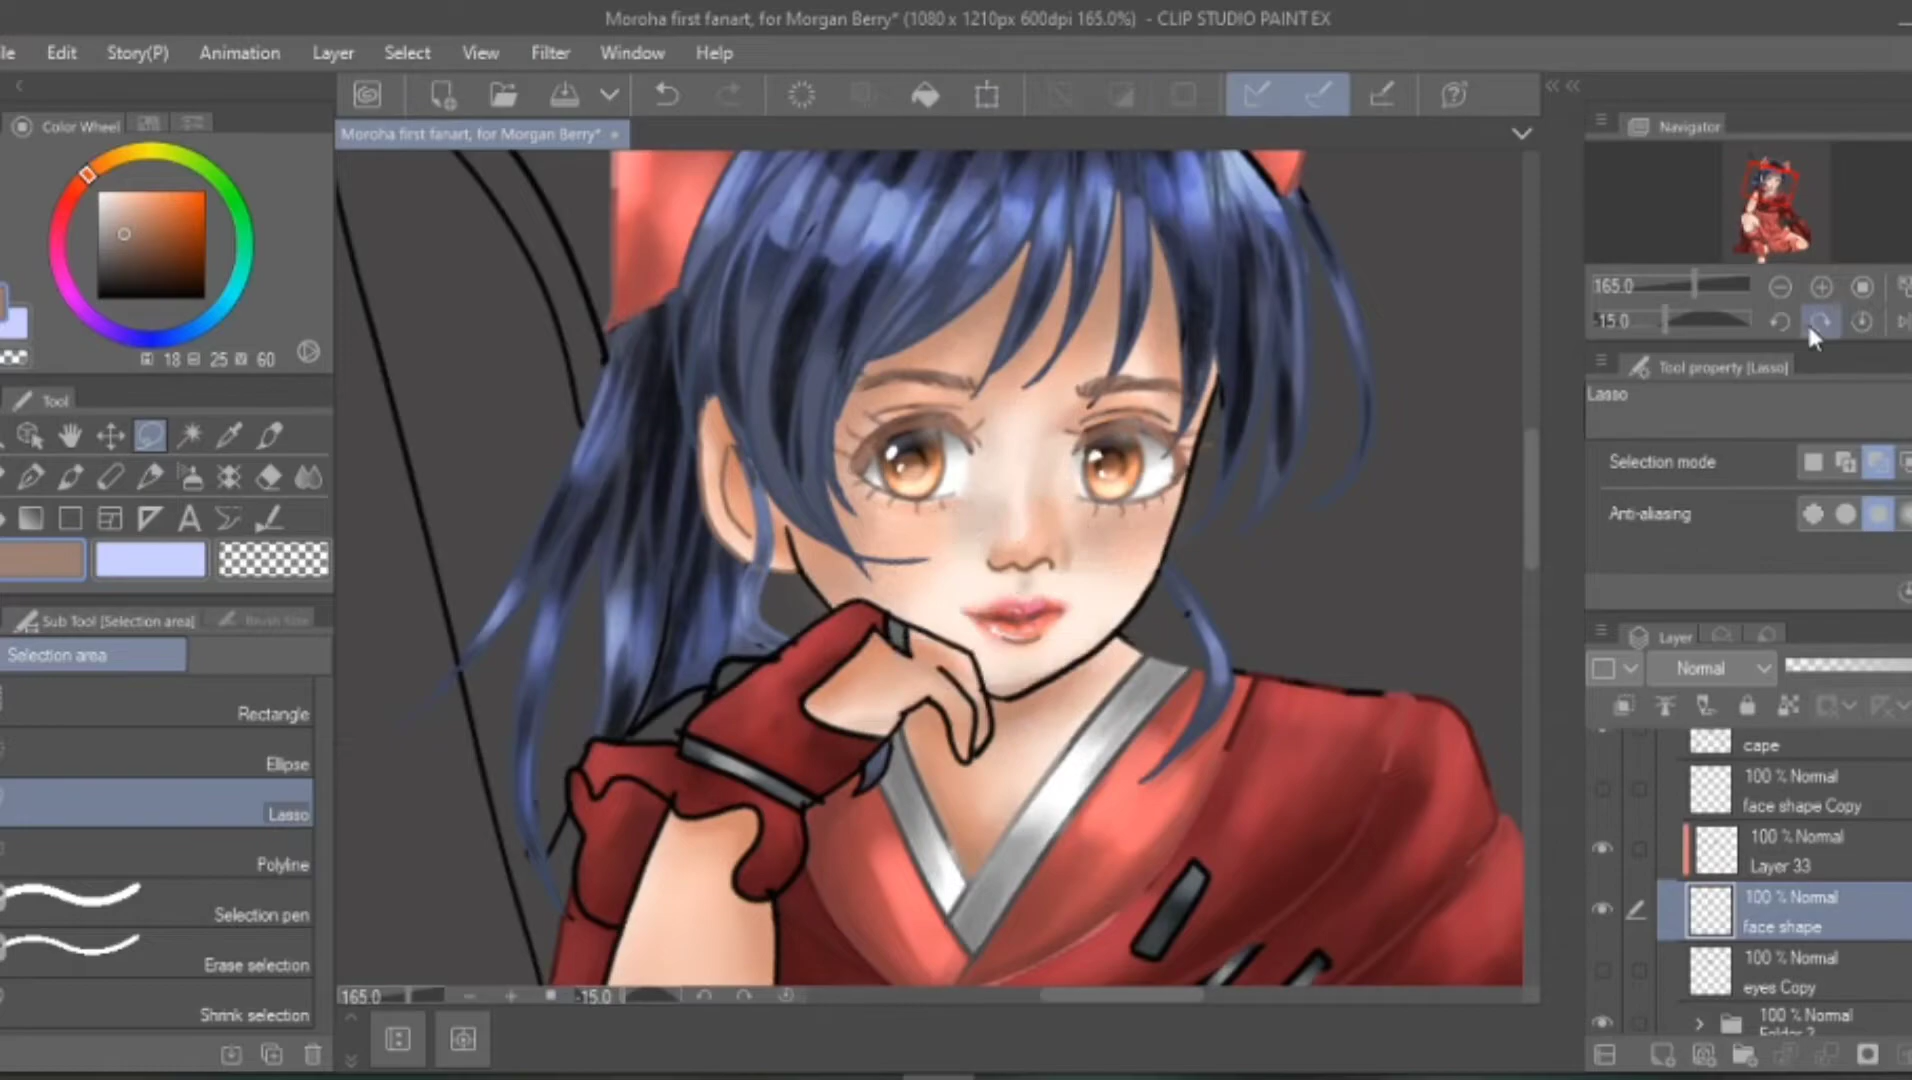 Moroha first fanart, for Morgan Berry* (1080 x 1210px 600dpi 165.0%)  - CLIP STUDIO PAINT EX
le Edit Story(P) Animation Layer Select View Filter Window Help
Color Wheel
Moroha first fanart, for Morgan Berry*
Navigator
165.0
-15.0
18 25 60
Tool property [Lasso]
Tool
Lasso
Selection mode
Anti-aliasing
Sub Tool [Selection area] Brush Size
Selection area
Rectangle
Ellipse
Lasso
Polyline
Selection pen
Erase selection
Shrink selection
Layer
Normal
cape
100 % Normal
face shape Copy
100 % Normal
Layer 33
100 % Normal
face shape
100 % Normal
eyes Copy
100 % Normal
165.0 -15.0